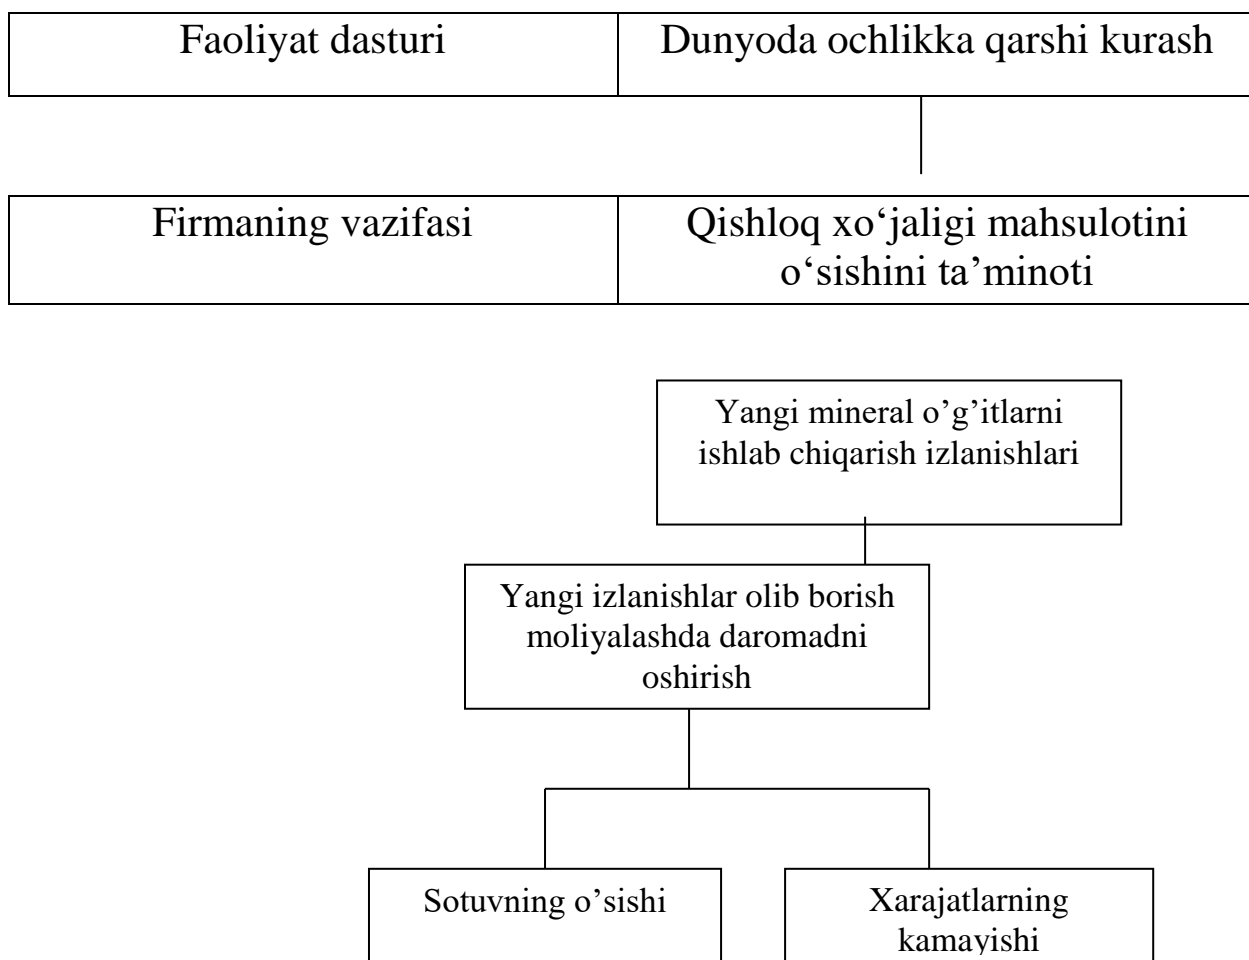 Faoliyat dasturi
Dunyoda ochlikka qarshi kurash
Firmaning vazifasi
Qishloq xo‘jaligi mahsulotini
o‘sishini ta’minoti
Yangi mineral o’g’itlarni
ishlab chiqarish izlanishlari
Yangi izlanishlar olib borish
moliyalashda daromadni
oshirish
Sotuvning o’sishi
Xarajatlarning
kamayishi